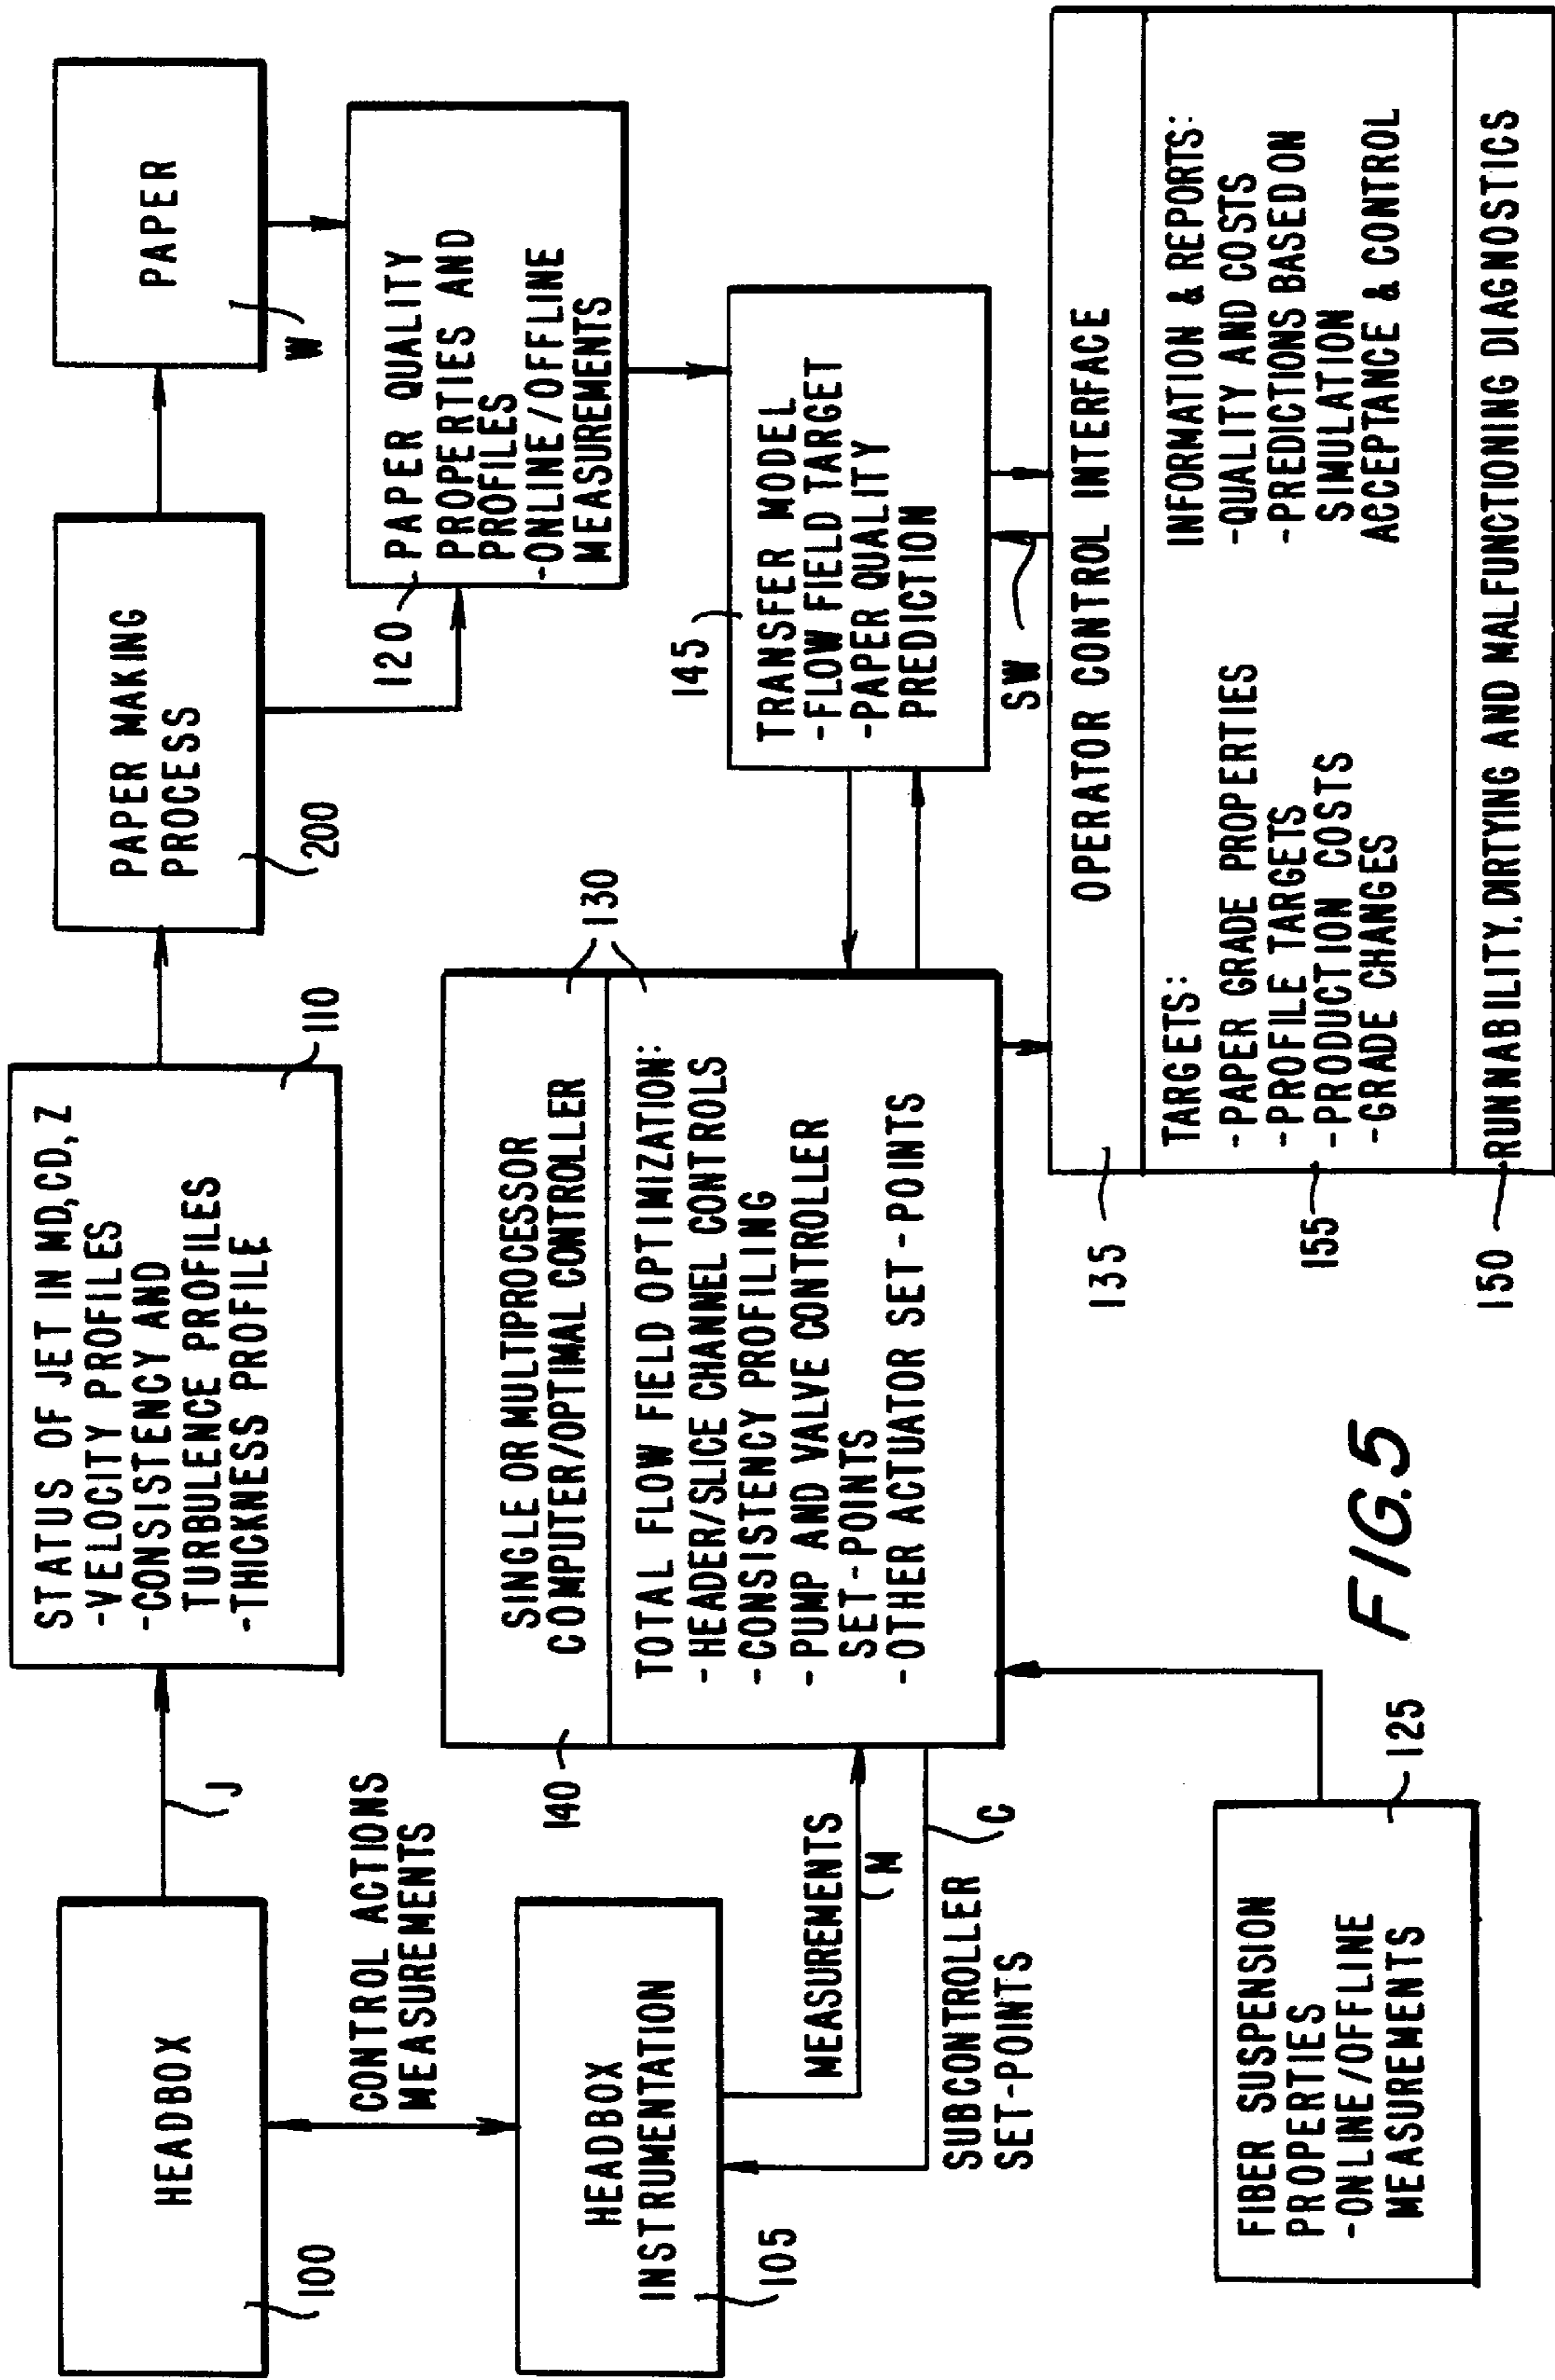 HEADBOX
100
J
STATUS OF JET IN MD,CD, Z
-VELOCITY PROFILES
-CONSISTENCY AND
TURBULENCE PROFILES
-THICKNESS PROFILE
110
PAPER MAKING
PROCESS
200
PAPER
W
CONTROL ACTIONS
MEASUREMENTS
HEADBOX
INSTRUMENTATION
105
MEASUREMENTS
M
C
SUBCONTROLLER
SET-POINTS
140
SINGLE OR MULTIPROCESSOR
COMPUTER/OPTIMAL CONTROLLER
130
TOTAL FLOW FIELD OPTIMIZATION:
-HEADER/SLICE CHANNEL CONTROLS
-CONSISTENCY PROFILING
-PUMP AND VALVE CONTROLLER
SET-POINTS
-OTHER ACTUATOR SET-POINTS
120
PAPER QUALITY
PROPERTIES AND
PROFILES
-ONLINE/OFFLINE
MEASUREMENTS
145
TRANSFER MODEL
-FLOW FIELD TARGET
-PAPER QUALITY
PREDICTION
SW
FIBER SUSPENSION
PROPERTIES
-ONLINE/OFFLINE
MEASUREMENTS
125
135
OPERATOR CONTROL INTERFACE
155
TARGETS:
-PAPER GRADE PROPERTIES
-PROFILE TARGETS
-PRODUCTION COSTS
-GRADE CHANGES
INFORMATION & REPORTS:
-QUALITY AND COSTS
-PREDICTIONS BASED ON
SIMULATION
ACCEPTANCE & CONTROL
150
RUNNABILITY, DIRTYING AND MALFUNCTIONING DIAGNOSTICS
FIG.5